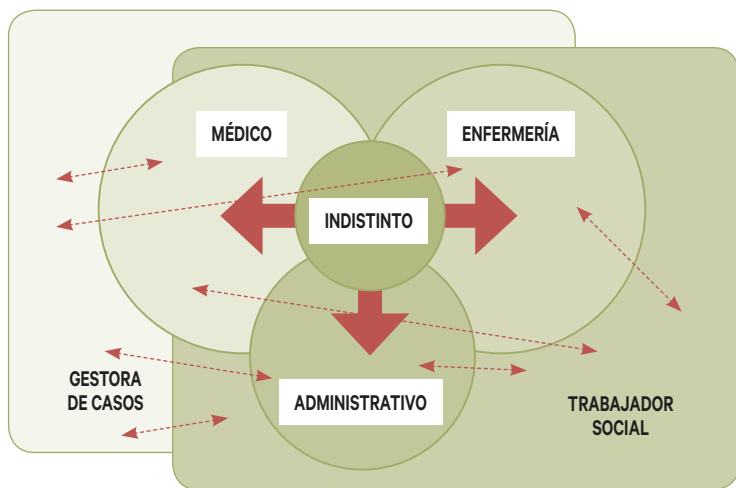 MÉDICO
ENFERMERÍA
INDISTINTO
GESTORA
DE CASOS
ADMINISTRATIVO
TRABAJADOR
SOCIAL